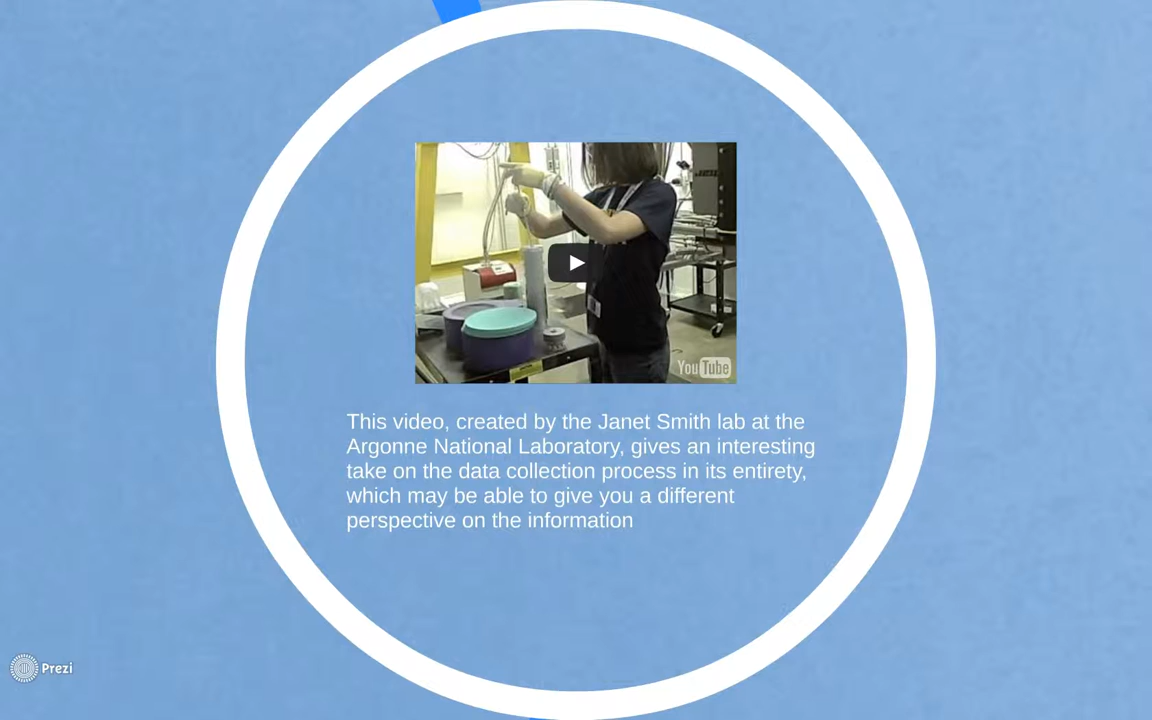 YouTube
This video, created by the Janet Smith lab at the
Argonne National Laboratory, gives an interesting
take on the data collection process in its entirety,
which may be able to give you a different
perspective on the information
Prezi